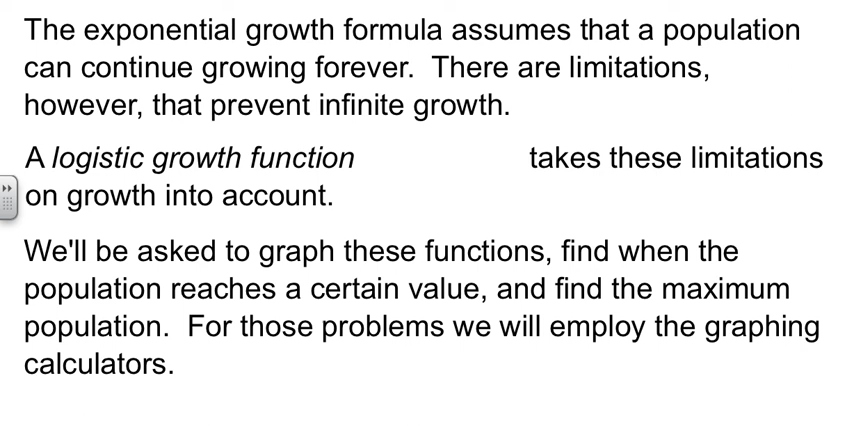 The exponential growth formula assumes that a population
can continue growing forever.  There are limitations,
however, that prevent infinite growth.
A logistic growth function takes these limitations
on growth into account.
We'll be asked to graph these functions, find when the
population reaches a certain value, and find the maximum
population.  For those problems we will employ the graphing
calculators.